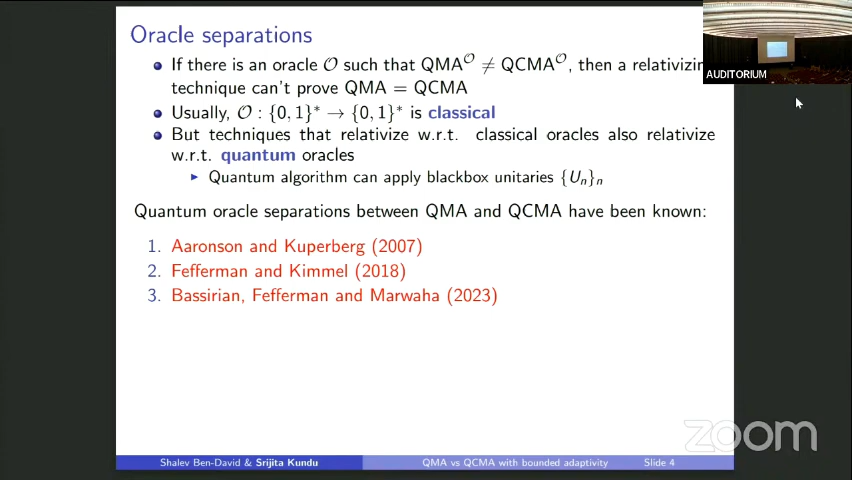 Oracle separations
AUDITORIUM
• If there is an oracle 𝒪 such that QMA^𝒪 ≠ QCMA^𝒪, then a relativizing
technique can't prove QMA = QCMA
• Usually, 𝒪 : {0, 1}* → {0, 1}* is classical
• But techniques that relativize w.r.t. classical oracles also relativize
w.r.t. quantum oracles
▶ Quantum algorithm can apply blackbox unitaries {Uₙ}ₙ
Quantum oracle separations between QMA and QCMA have been known:
1. Aaronson and Kuperberg (2007)
2. Fefferman and Kimmel (2018)
3. Bassirian, Fefferman and Marwaha (2023)
zoom
Shalev Ben-David & Srijita Kundu QMA vs QCMA with bounded adaptivity Slide 4